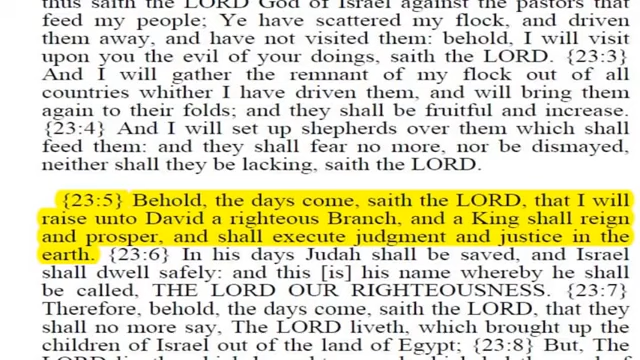 thus saith the LORD God of Israel against the pastors that
feed my people; Ye have scattered my flock, and driven
them away, and have not visited them: behold, I will visit
upon you the evil of your doings, saith the LORD. {23:3}
And I will gather the remnant of my flock out of all
countries whither I have driven them, and will bring them
again to their folds; and they shall be fruitful and increase.
{23:4} And I will set up shepherds over them which shall
feed them: and they shall fear no more, nor be dismayed,
neither shall they be lacking, saith the LORD.
{23:5} Behold, the days come, saith the LORD, that I will
raise unto David a righteous Branch, and a King shall reign
and prosper, and shall execute judgment and justice in the
earth. {23:6} In his days Judah shall be saved, and Israel
shall dwell safely: and this [is] his name whereby he shall
be called, THE LORD OUR RIGHTEOUSNESS. {23:7}
Therefore, behold, the days come, saith the LORD, that they
shall no more say, The LORD liveth, which brought up the
children of Israel out of the land of Egypt; {23:8} But, The